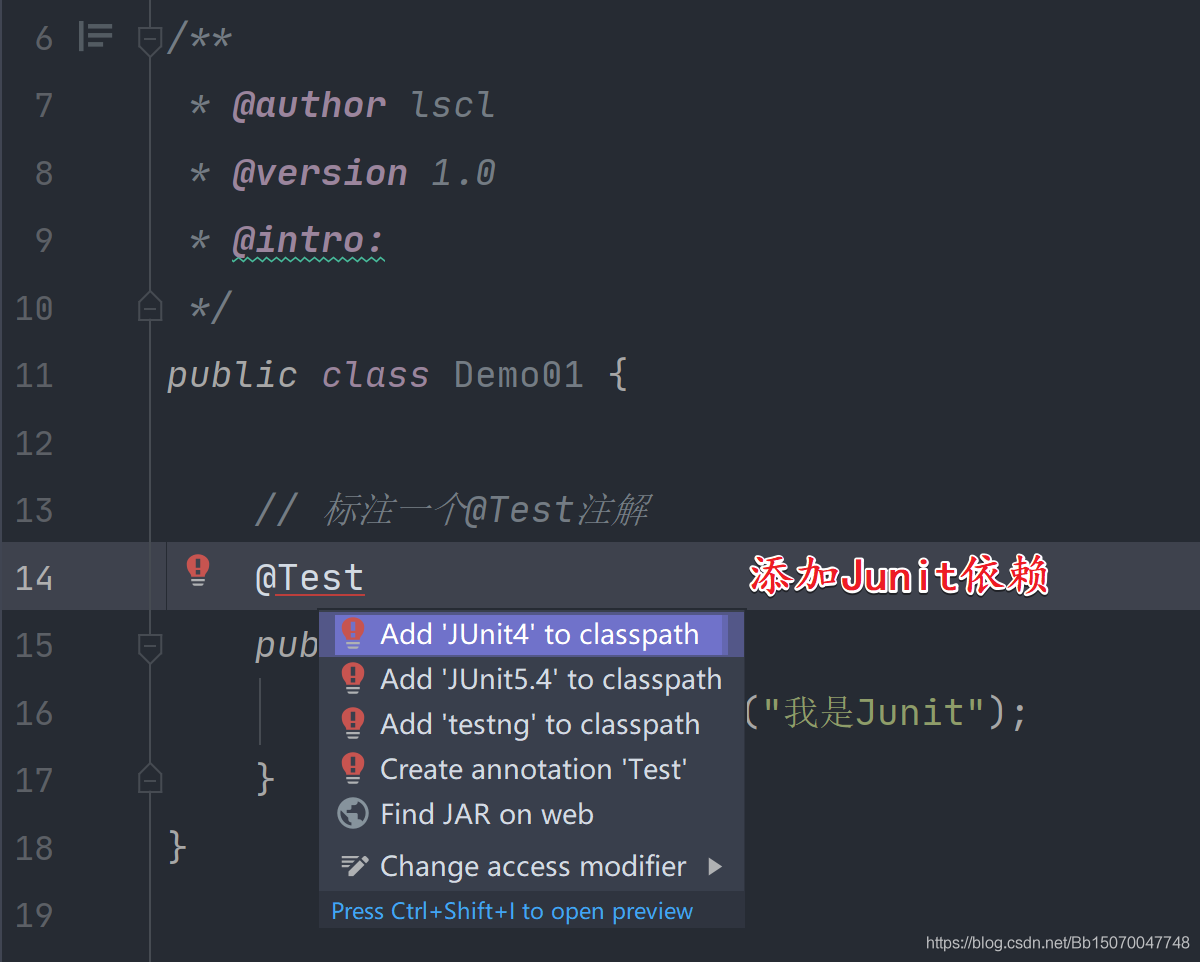 6 /**
7 * @author lscl
8 * @version 1.0
9 * @intro:
10 */
11 public class Demo01 {
12
13 // 标注一个@Test注解
14 @Test 添加Junit依赖
15 pub
16 ("我是Junit");
17 }
18 }
19
Add 'JUnit4' to classpath
Add 'JUnit5.4' to classpath
Add 'testng' to classpath
Create annotation 'Test'
Find JAR on web
Change access modifier
Press Ctrl+Shift+I to open preview
https://blog.csdn.net/Bb15070047748